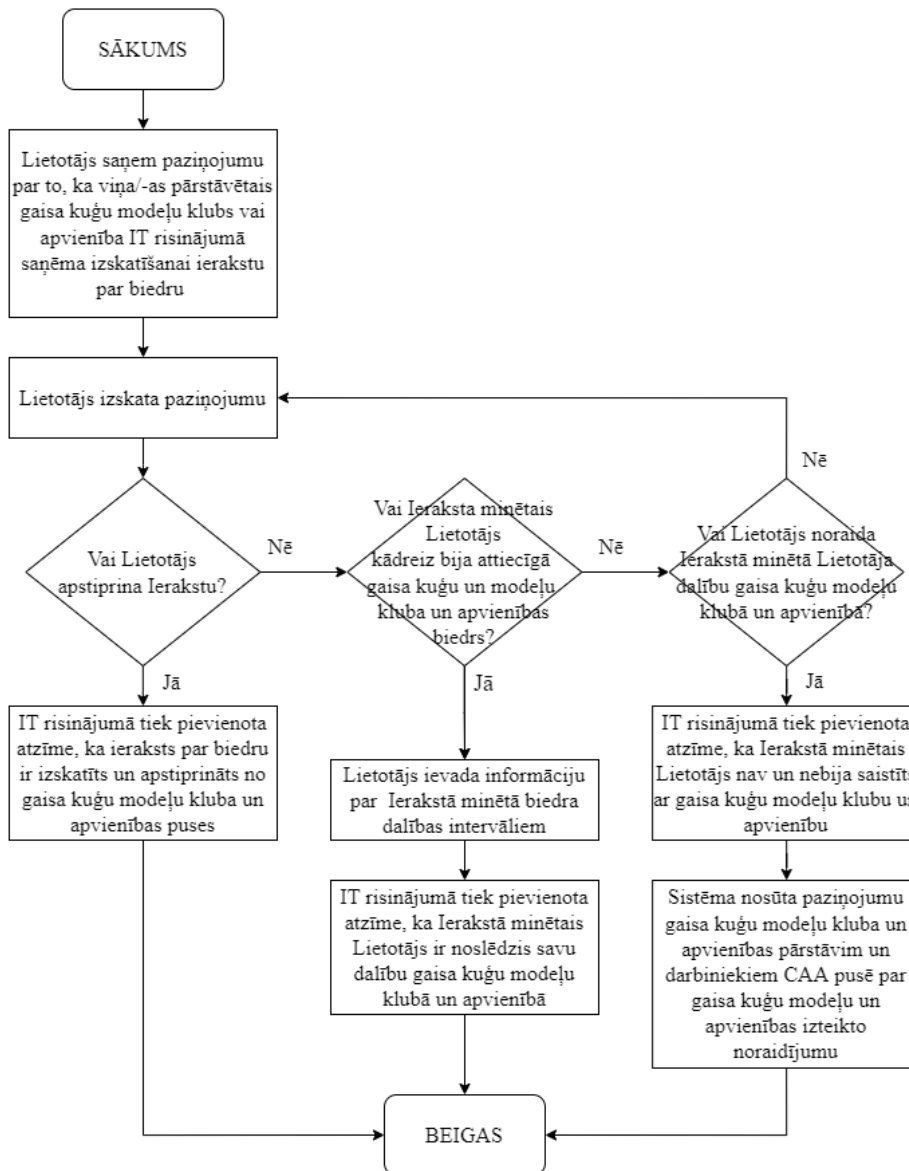 SĀKUMS
Lietotājs saņem paziņojumu
par to, ka viņa/-as pārstāvētais
gaisa kuģu modeļu klubs vai
apvienība IT risinājumā
saņēma izskatīšanai ierakstu
par biedru
Lietotājs izskata paziņojumu
Nē
Vai Lietotājs
apstiprina Ierakstu?
Nē
Vai Ieraksta minētais
Lietotājs
kādreiz bija attiecīgā
gaisa kuģu un modeļu
kluba un apvienības
biedrs?
Nē
Vai Lietotājs noraida
Ierakstā minētā Lietotāja
dalību gaisa kuģu modeļu
klubā un apvienībā?
Jā
Jā
Jā
IT risinājumā tiek pievienota
atzīme, ka ieraksts par biedru
ir izskatīts un apstiprināts no
gaisa kuģu modeļu kluba un
apvienības puses
Lietotājs ievada informāciju
par Ierakstā minētā biedra
dalības intervāliem
IT risinājumā tiek pievienota
atzīme, ka Ierakstā minētais
Lietotājs nav un nebija saistīts
ar gaisa kuģu modeļu klubu un
apvienību
IT risinājumā tiek pievienota
atzīme, ka Ierakstā minētais
Lietotājs ir noslēdzis savu
dalību gaisa kuģu modeļu
klubā un apvienībā
Sistēma nosūta paziņojumu
gaisa kuģu modeļu kluba un
apvienības pārstāvim un
darbiniekiem CAA pusē par
gaisa kuģu modeļu un
apvienības izteikto
noraidījumu
BEIGAS